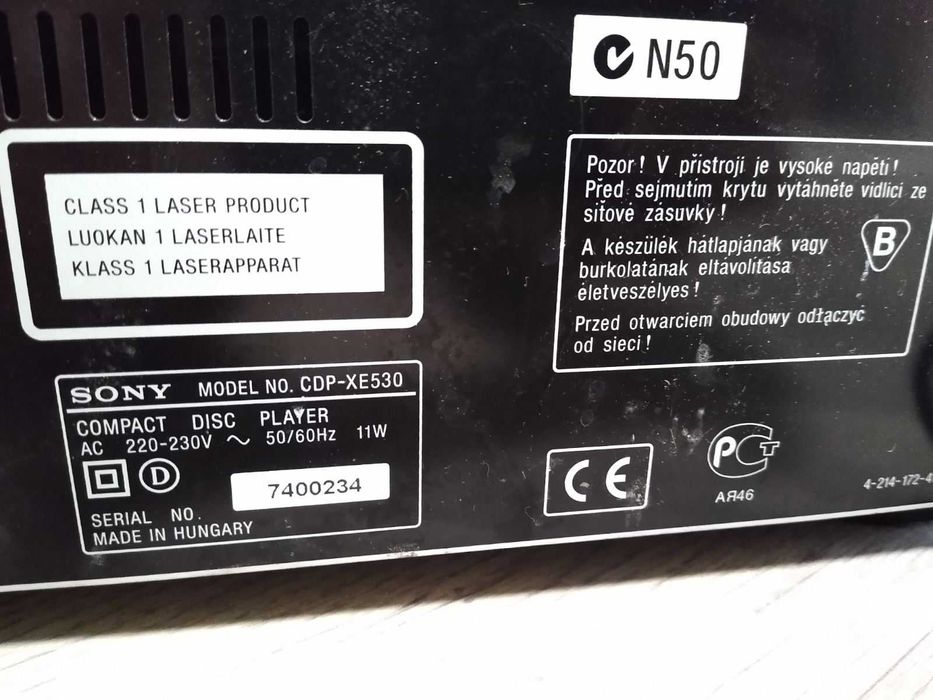 N50
CLASS 1 LASER PRODUCT
LUOKAN 1 LASERLAITE
KLASS 1 LASERAPPARAT
Pozor! V přístroji je vysoké napětí!
Před sejmutím krytu vytáhněte vidlici ze
síťové zásuvky!
A készülék hátlapjának vagy
burkolatának eltávolítása
életveszélyes!
Przed otwarciem obudowy odłączyć
od sieci!
B
SONY MODEL NO. CDP-XE530
COMPACT DISC PLAYER
AC 220-230V ~ 50/60Hz 11W
D
7400234
SERIAL NO.
MADE IN HUNGARY
CE
РСТ
АЯ46
4-214-172-4